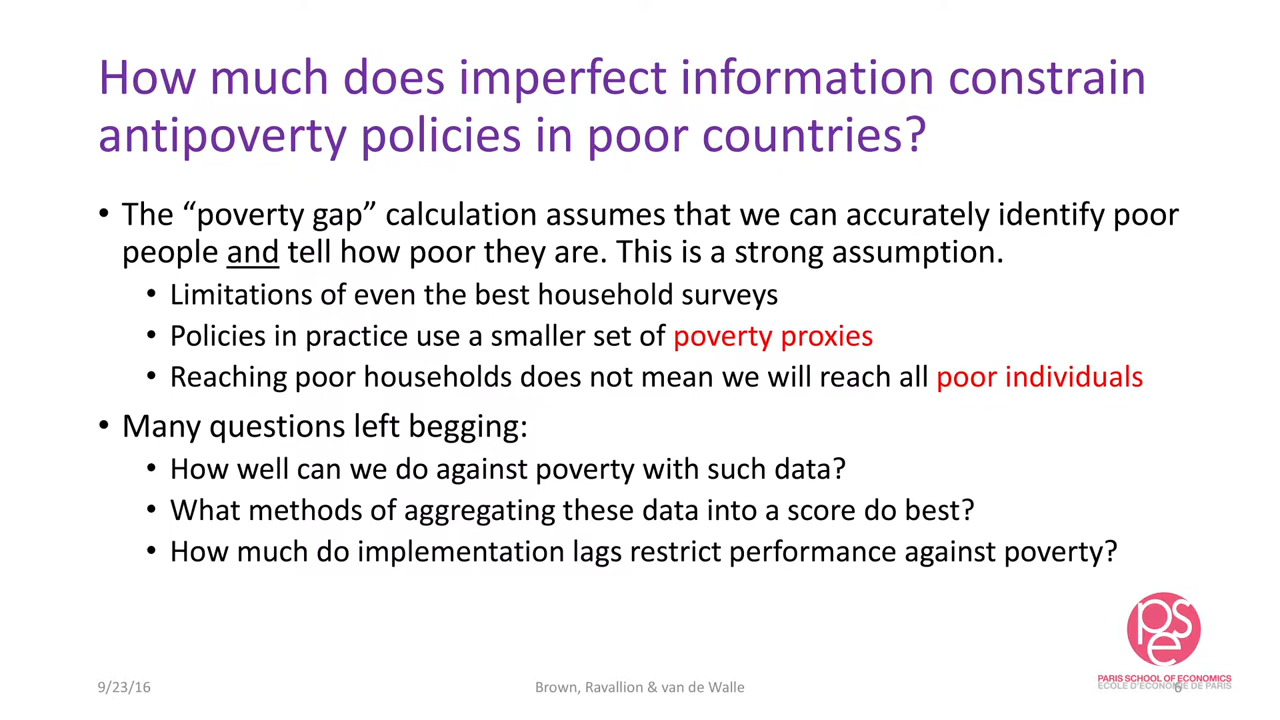 How much does imperfect information constrain
antipoverty policies in poor countries?
• The “poverty gap” calculation assumes that we can accurately identify poor
people and tell how poor they are. This is a strong assumption.
• Limitations of even the best household surveys
• Policies in practice use a smaller set of poverty proxies
• Reaching poor households does not mean we will reach all poor individuals
• Many questions left begging:
• How well can we do against poverty with such data?
• What methods of aggregating these data into a score do best?
• How much do implementation lags restrict performance against poverty?
pse
PARIS SCHOOL OF ECONOMICS
ECOLE D'ECONOMIE DE PARIS
9/23/16
Brown, Ravallion & van de Walle
6